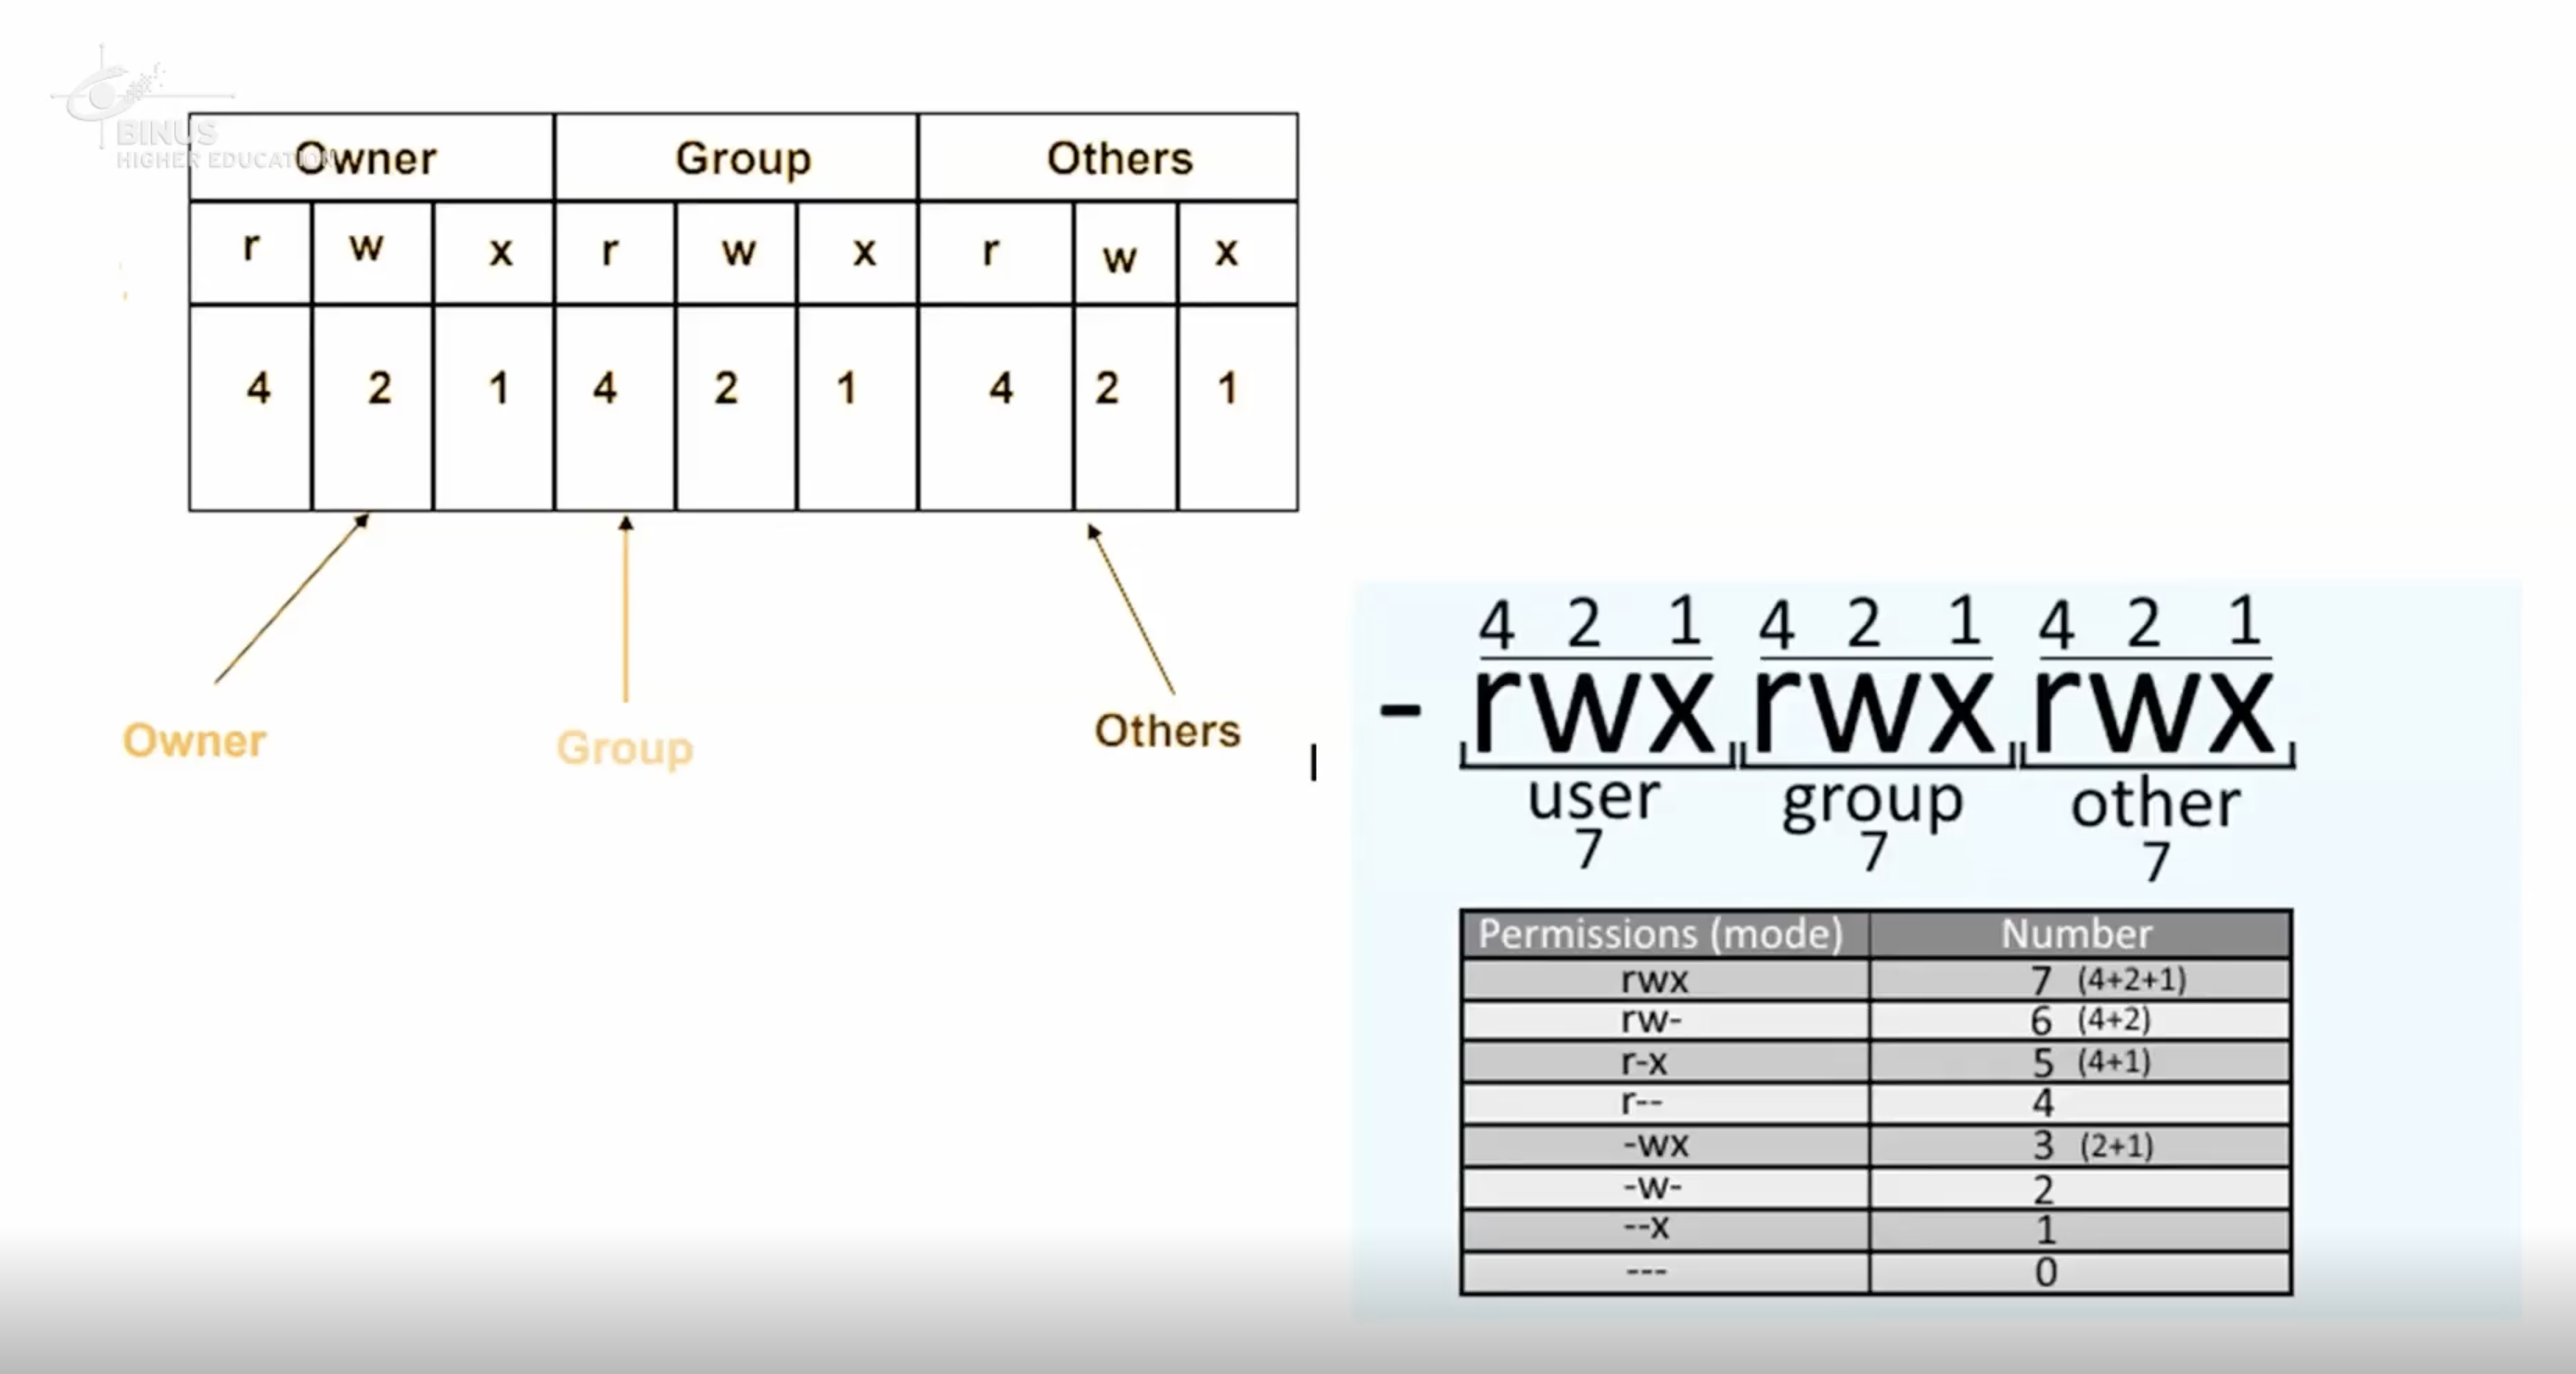 BINUS
HIGHER EDUCATION
Owner Group Others
r w x r w x r w x
4 2 1 4 2 1 4 2 1
Owner Group Others
4 2 1 4 2 1 4 2 1
- rwx rwx rwx
user group other
7 7 7
Permissions (mode) Number
rwx 7 (4+2+1)
rw- 6 (4+2)
r-x 5 (4+1)
r-- 4
-wx 3 (2+1)
-w- 2
--x 1
--- 0